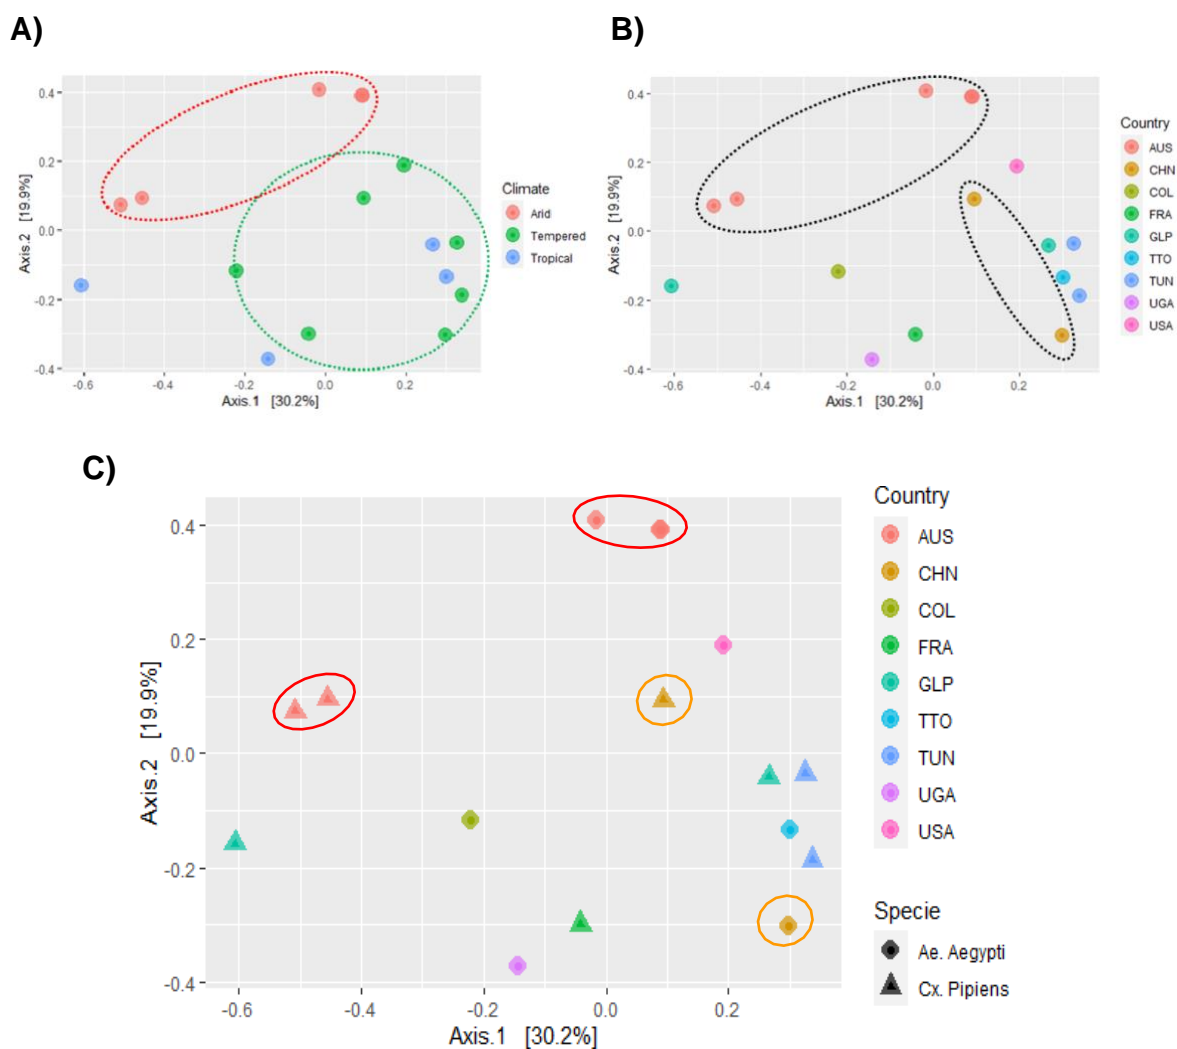 A)
0.4
0.2
0.0
-0.2
-0.4
-0.6
-0.4
-0.2
0.0
0.2
Axis.2 [19.9%]
Axis.1 [30.2%]
Climate
Arid
Tempered
Tropical
B)
0.4
0.2
0.0
-0.2
-0.4
-0.6
-0.4
-0.2
0.0
0.2
Axis.2 [19.9%]
Axis.1 [30.2%]
Country
AUS
CHN
COL
FRA
GLP
TTO
TUN
UGA
USA
C)
0.4
0.2
0.0
-0.2
-0.4
-0.6
-0.4
-0.2
0.0
0.2
Axis.2 [19.9%]
Axis.1 [30.2%]
Country
AUS
CHN
COL
FRA
GLP
TTO
TUN
UGA
USA
Specie
Ae. Aegypti
Cx. Pipiens